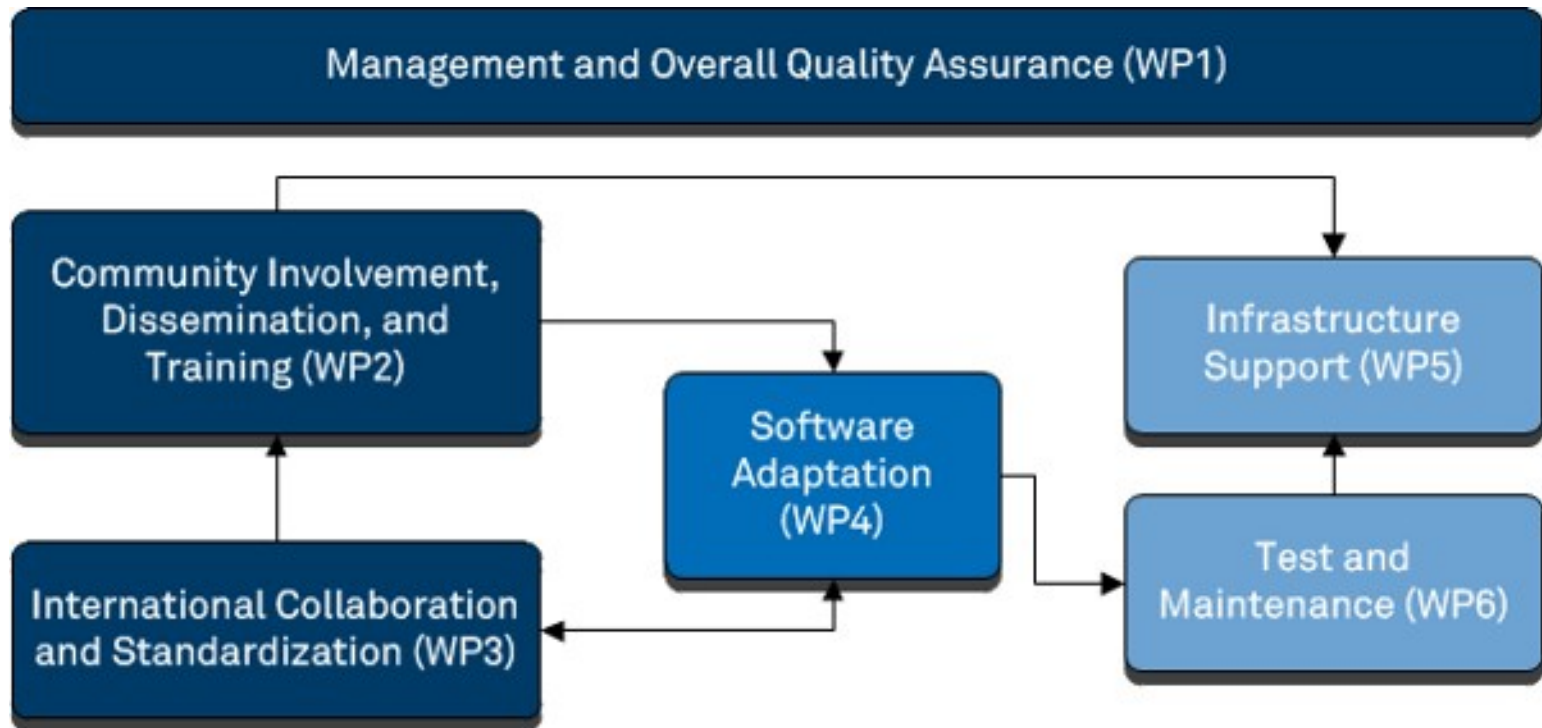 Management and Overall Quality Assurance (WP1)
Community Involvement,
Dissemination, and
Training (WP2)
Infrastructure
Support (WP5)
Software
Adaptation
(WP4)
International Collaboration
and Standardization (WP3)
Test and
Maintenance (WP6)